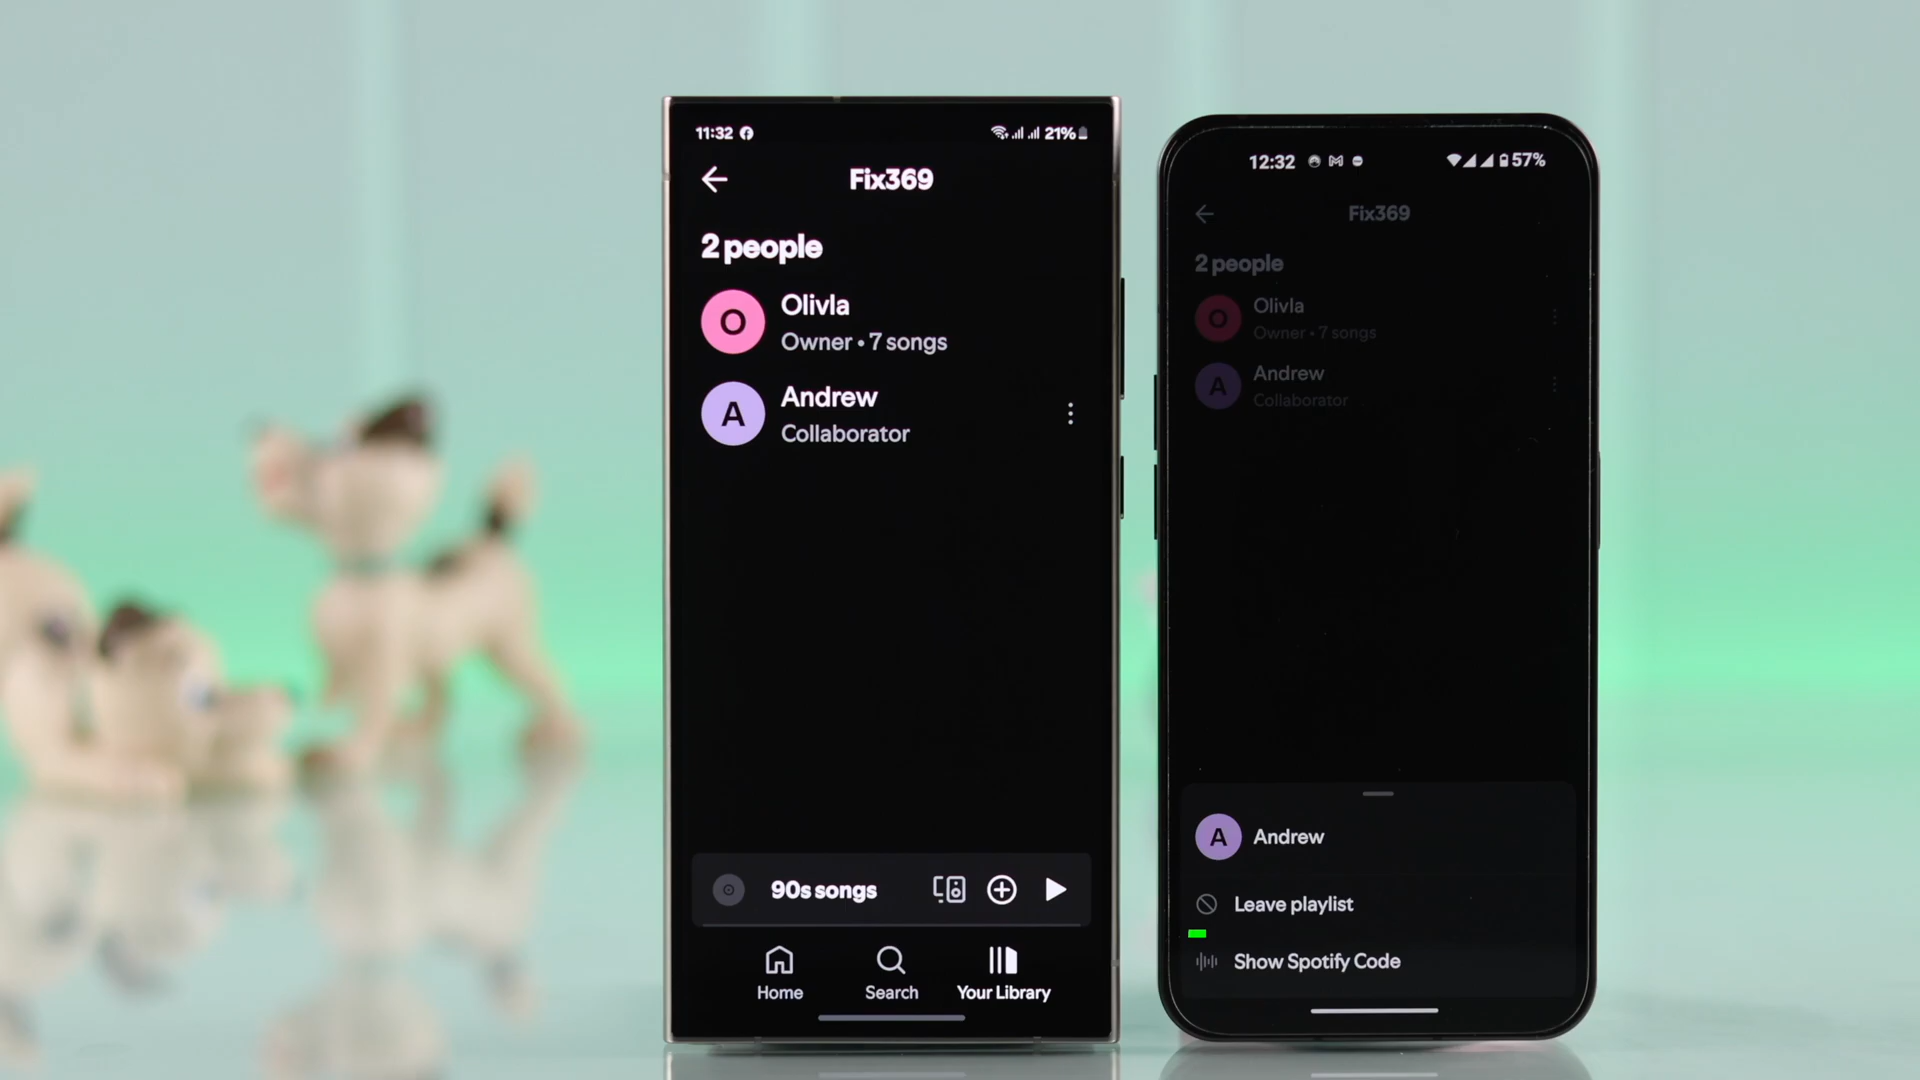 11:32 21%
Fix369
2 people
O Olivla
Owner • 7 songs
A Andrew
Collaborator
90s songs
Home Search Your Library
12:32 57%
Fix369
2 people
O Olivla
Owner • 7 songs
A Andrew
Collaborator
A Andrew
Leave playlist
Show Spotify Code